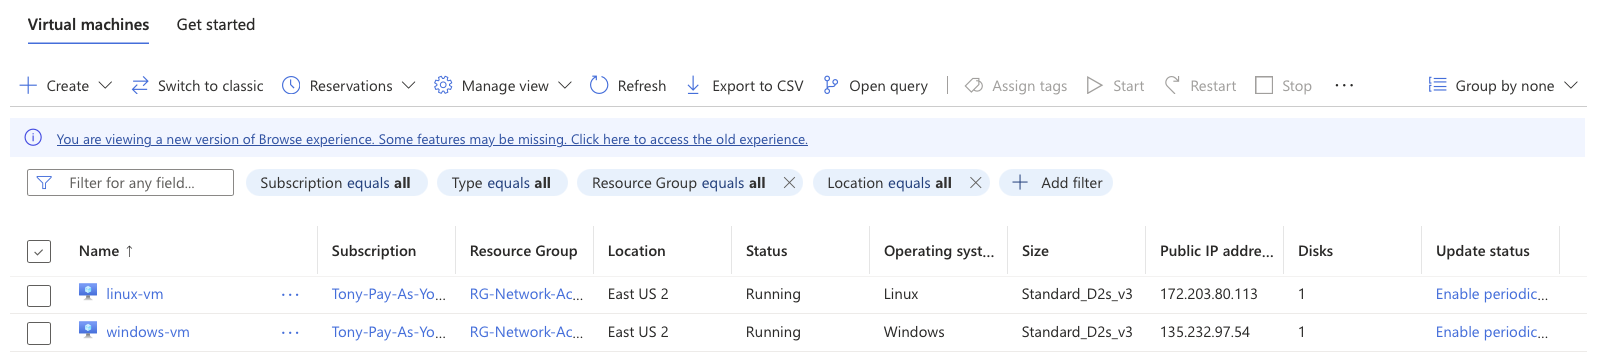 Virtual machines Get started
Create Switch to classic Reservations Manage view Refresh Export to CSV Open query Assign tags Start Restart Stop ... Group by none
You are viewing a new version of Browse experience. Some features may be missing. Click here to access the old experience.
Filter for any field... Subscription equals all Type equals all Resource Group equals all Location equals all Add filter
Name ↑ Subscription Resource Group Location Status Operating syst... Size Public IP addre... Disks Update status
linux-vm ... Tony-Pay-As-Yo... RG-Network-Ac... East US 2 Running Linux Standard_D2s_v3 172.203.80.113 1 Enable periodic...
windows-vm ... Tony-Pay-As-Yo... RG-Network-Ac... East US 2 Running Windows Standard_D2s_v3 135.232.97.54 1 Enable periodic...